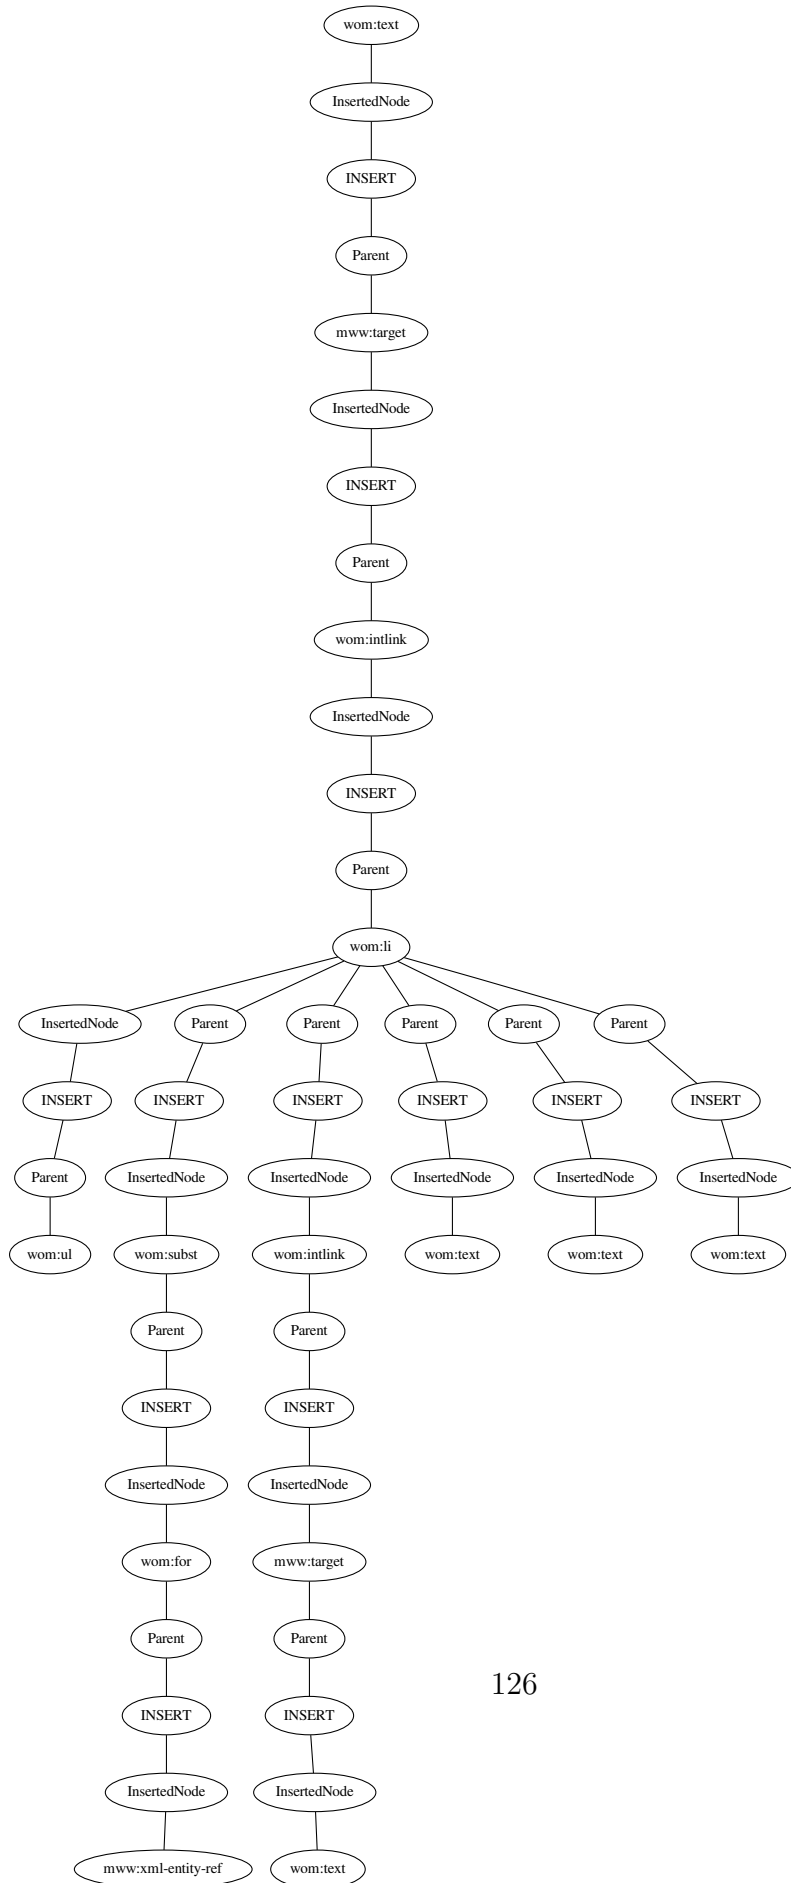 wom:text
InsertedNode
INSERT
Parent
mww:target
InsertedNode
INSERT
Parent
wom:intlink
InsertedNode
INSERT
Parent
wom:li
InsertedNode Parent Parent Parent Parent Parent
INSERT INSERT INSERT INSERT INSERT INSERT
Parent InsertedNode InsertedNode InsertedNode InsertedNode InsertedNode
wom:ul wom:subst wom:intlink wom:text wom:text wom:text
Parent Parent
INSERT INSERT
InsertedNode InsertedNode
wom:for mww:target
Parent Parent
126
INSERT INSERT
InsertedNode InsertedNode
mww:xml-entity-ref wom:text